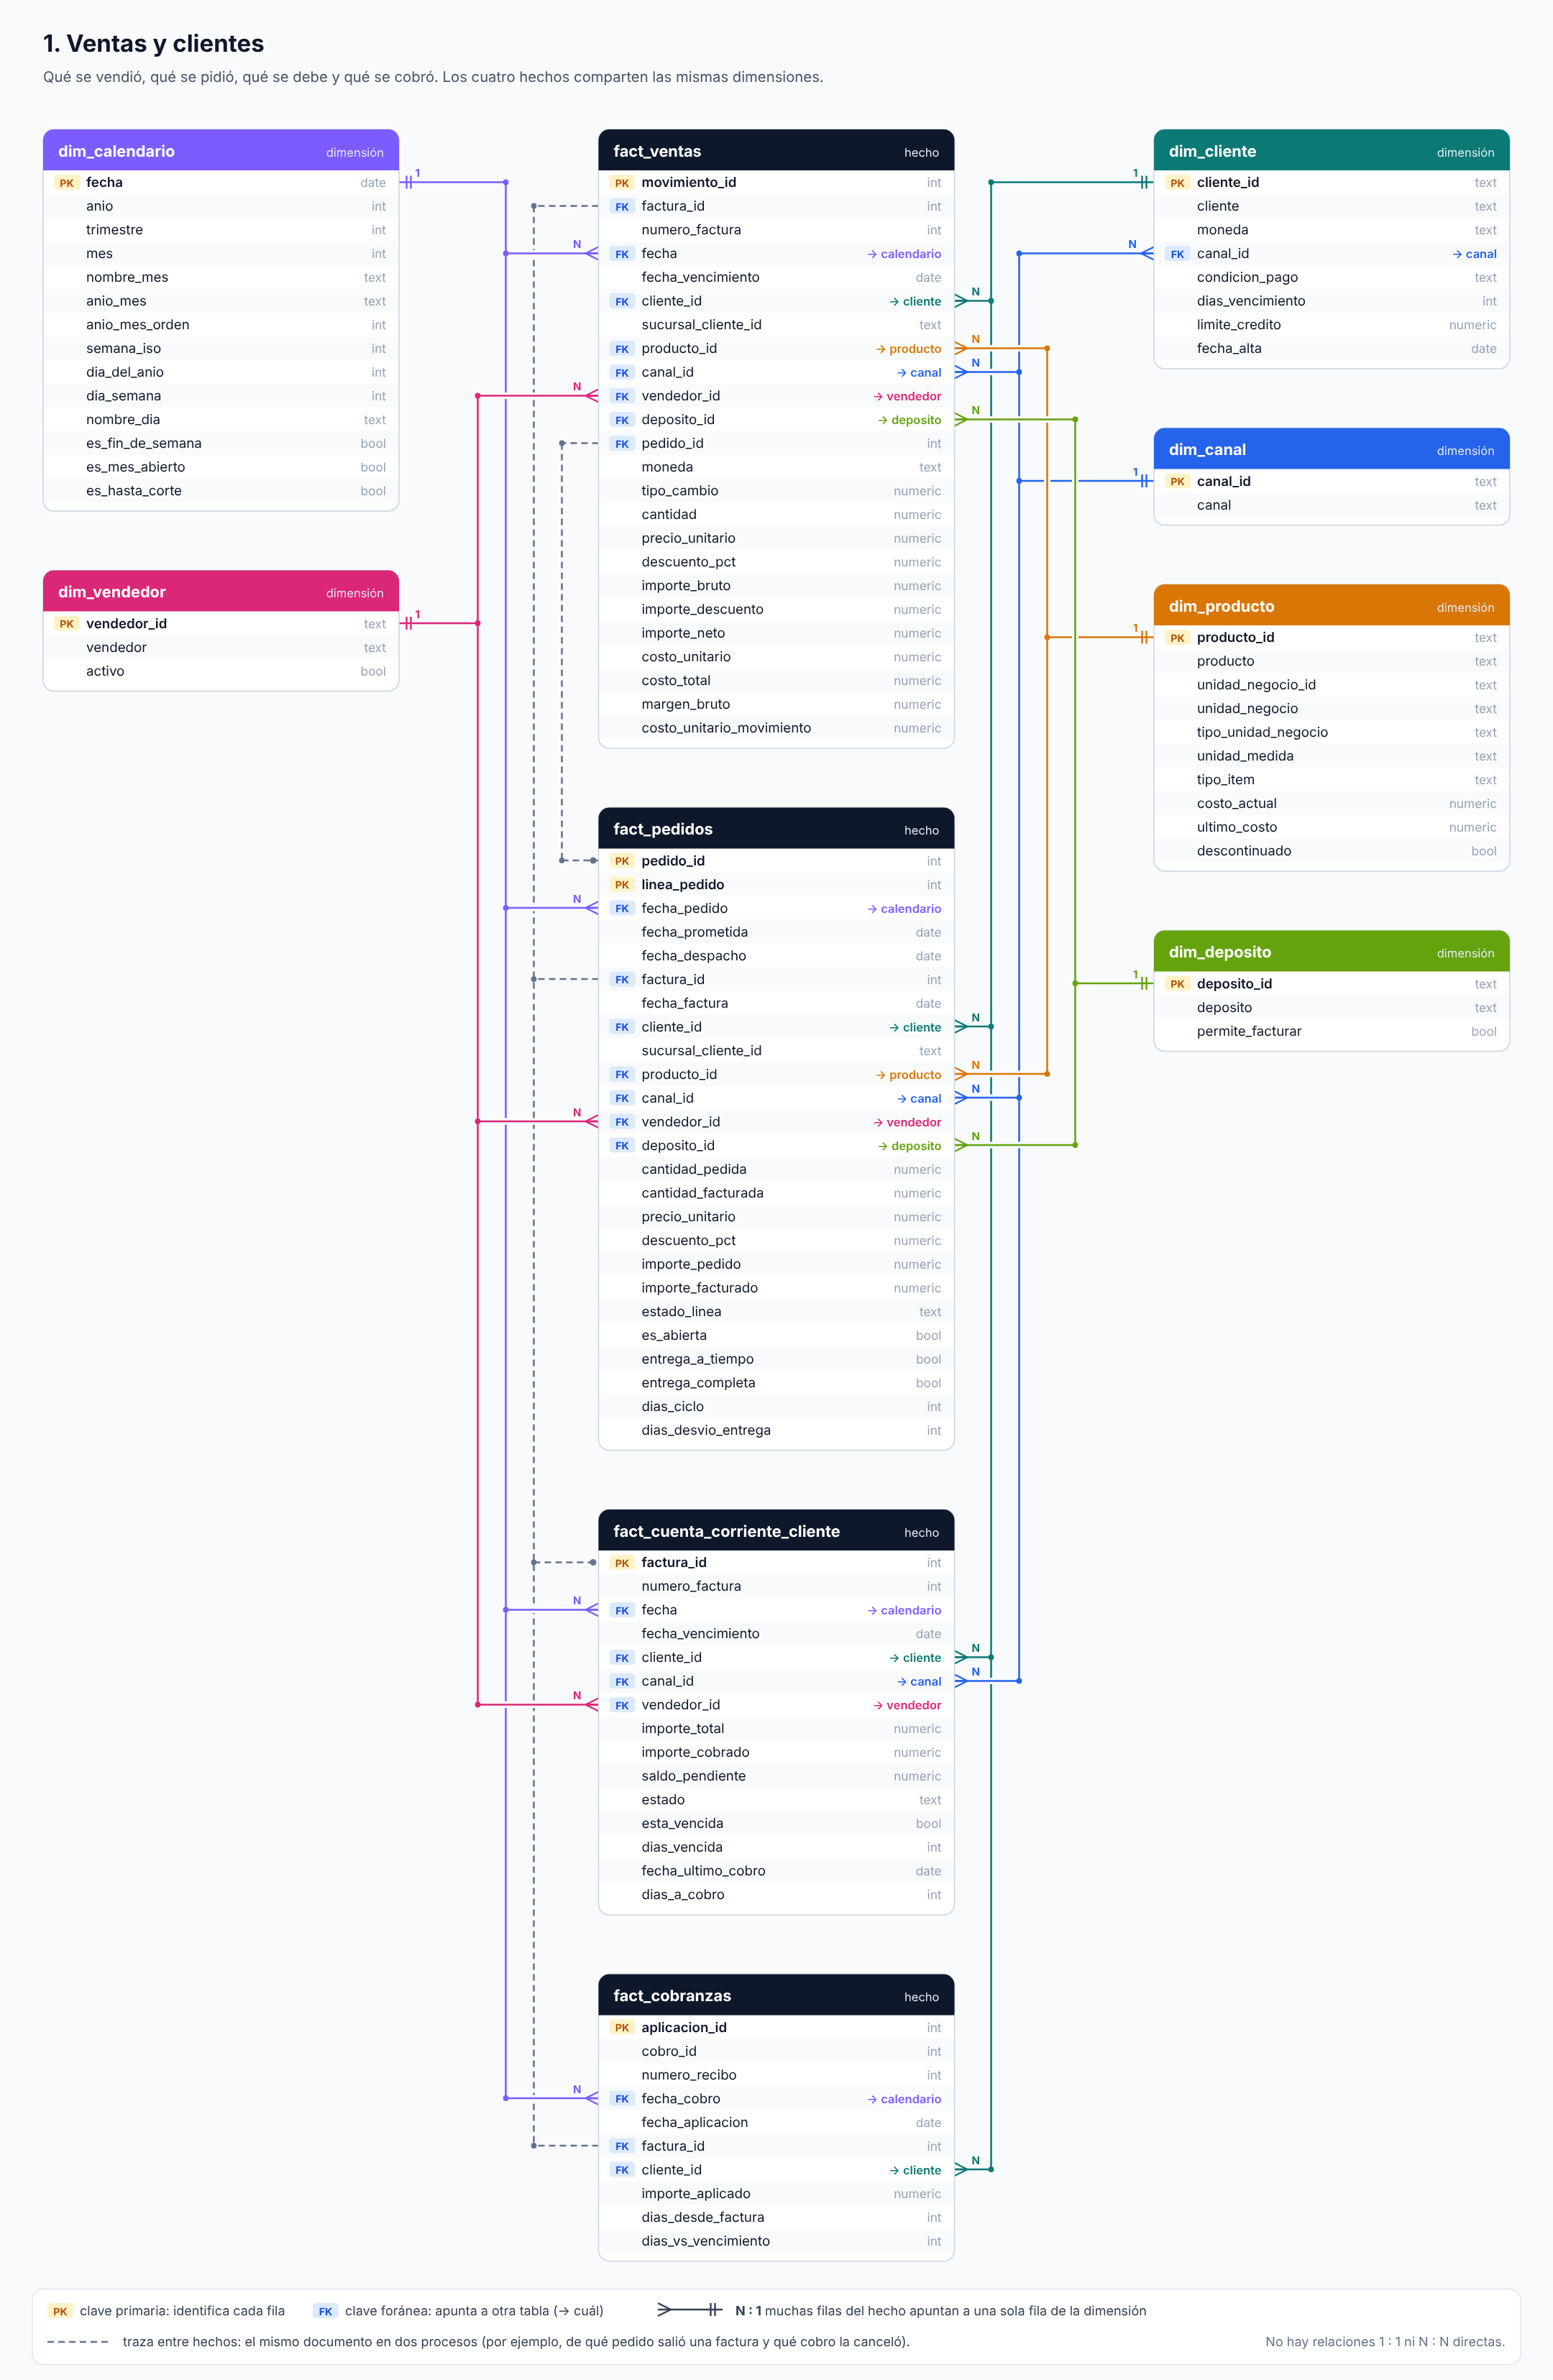 1. Ventas y clientes
Qué se vendió, qué se pidió, qué se debe y qué se cobró. Los cuatro hechos comparten las mismas dimensiones.
dim_calendario dimensión
PK fecha date 1
anio int
trimestre int
mes int
nombre_mes text
anio_mes text
anio_mes_orden int
semana_iso int
dia_del_anio int
dia_semana int
nombre_dia text
es_fin_de_semana bool
es_mes_abierto bool
es_hasta_corte bool
dim_vendedor dimensión
PK vendedor_id text 1
vendedor text
activo bool
fact_ventas hecho
PK movimiento_id int
FK factura_id int
numero_factura int
N FK fecha → calendario
fecha_vencimiento date
FK cliente_id → cliente N
sucursal_cliente_id text
FK producto_id → producto N
FK canal_id → canal N
N FK vendedor_id → vendedor
FK deposito_id → deposito N
FK pedido_id int
moneda text
tipo_cambio numeric
cantidad numeric
precio_unitario numeric
descuento_pct numeric
importe_bruto numeric
importe_descuento numeric
importe_neto numeric
costo_unitario numeric
costo_total numeric
margen_bruto numeric
costo_unitario_movimiento numeric
fact_pedidos hecho
PK pedido_id int
PK linea_pedido int
N FK fecha_pedido → calendario
fecha_prometida date
fecha_despacho date
FK factura_id int
fecha_factura date
FK cliente_id → cliente N
sucursal_cliente_id text
FK producto_id → producto N
FK canal_id → canal N
N FK vendedor_id → vendedor
FK deposito_id → deposito N
cantidad_pedida numeric
cantidad_facturada numeric
precio_unitario numeric
descuento_pct numeric
importe_pedido numeric
importe_facturado numeric
estado_linea text
es_abierta bool
entrega_a_tiempo bool
entrega_completa bool
dias_ciclo int
dias_desvio_entrega int
fact_cuenta_corriente_cliente hecho
PK factura_id int
numero_factura int
N FK fecha → calendario
fecha_vencimiento date
FK cliente_id → cliente N
FK canal_id → canal N
N FK vendedor_id → vendedor
importe_total numeric
importe_cobrado numeric
saldo_pendiente numeric
estado text
esta_vencida bool
dias_vencida int
fecha_ultimo_cobro date
dias_a_cobro int
fact_cobranzas hecho
PK aplicacion_id int
cobro_id int
numero_recibo int
N FK fecha_cobro → calendario
fecha_aplicacion date
FK factura_id int
FK cliente_id → cliente N
importe_aplicado numeric
dias_desde_factura int
dias_vs_vencimiento int
dim_cliente dimensión
1 PK cliente_id text
cliente text
moneda text
N FK canal_id → canal
condicion_pago text
dias_vencimiento int
limite_credito numeric
fecha_alta date
dim_canal dimensión
1 PK canal_id text
canal text
dim_producto dimensión
1 PK producto_id text
producto text
unidad_negocio_id text
unidad_negocio text
tipo_unidad_negocio text
unidad_medida text
tipo_item text
costo_actual numeric
ultimo_costo numeric
descontinuado bool
dim_deposito dimensión
1 PK deposito_id text
deposito text
permite_facturar bool
PK clave primaria: identifica cada fila FK clave foránea: apunta a otra tabla (→ cuál) N : 1 muchas filas del hecho apuntan a una sola fila de la dimensión
traza entre hechos: el mismo documento en dos procesos (por ejemplo, de qué pedido salió una factura y qué cobro la canceló). No hay relaciones 1 : 1 ni N : N directas.